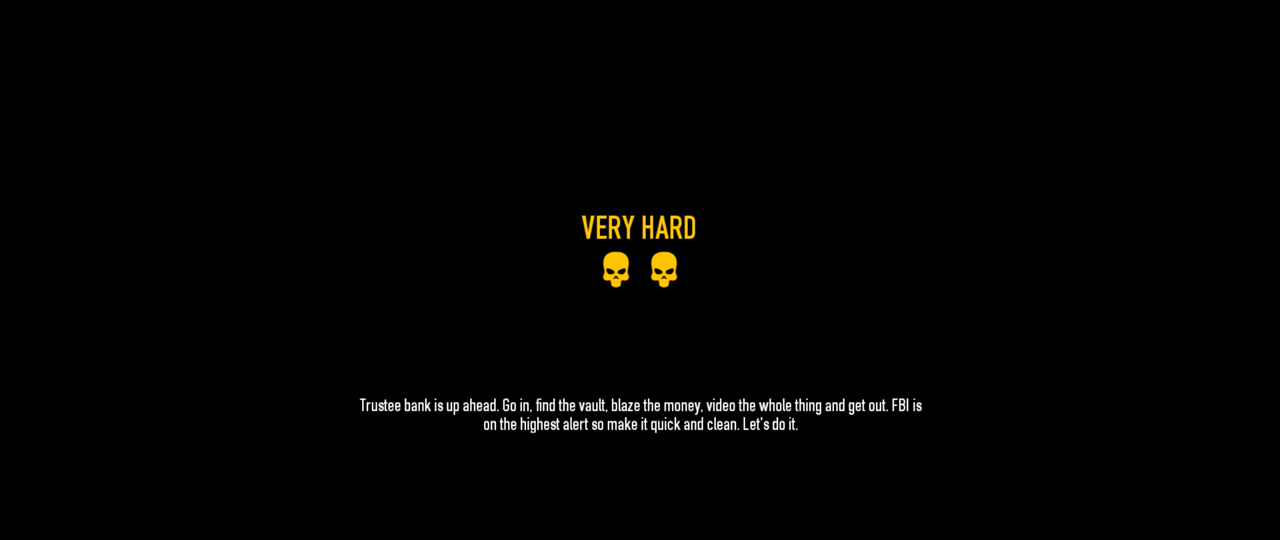 VERY HARD
Trustee bank is up ahead. Go in, find the vault, blaze the money, video the whole thing and get out. FBI is
on the highest alert so make it quick and clean. Let's do it.